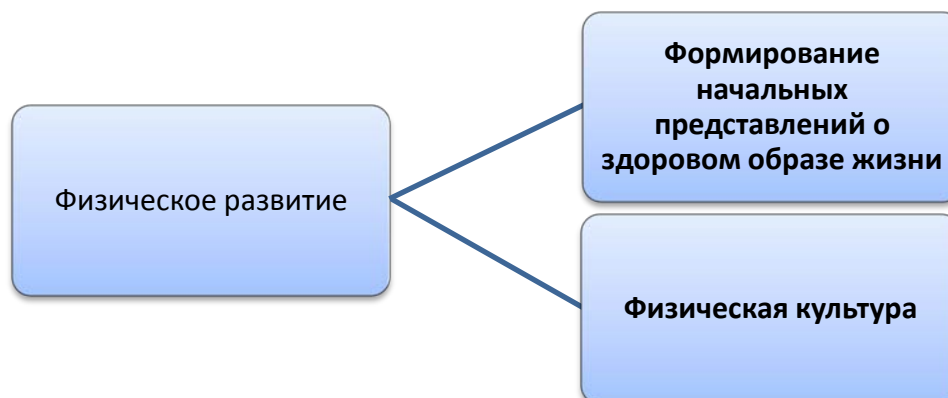 Физическое развитие
Формирование
начальных
представлений о
здоровом образе жизни
Физическая культура